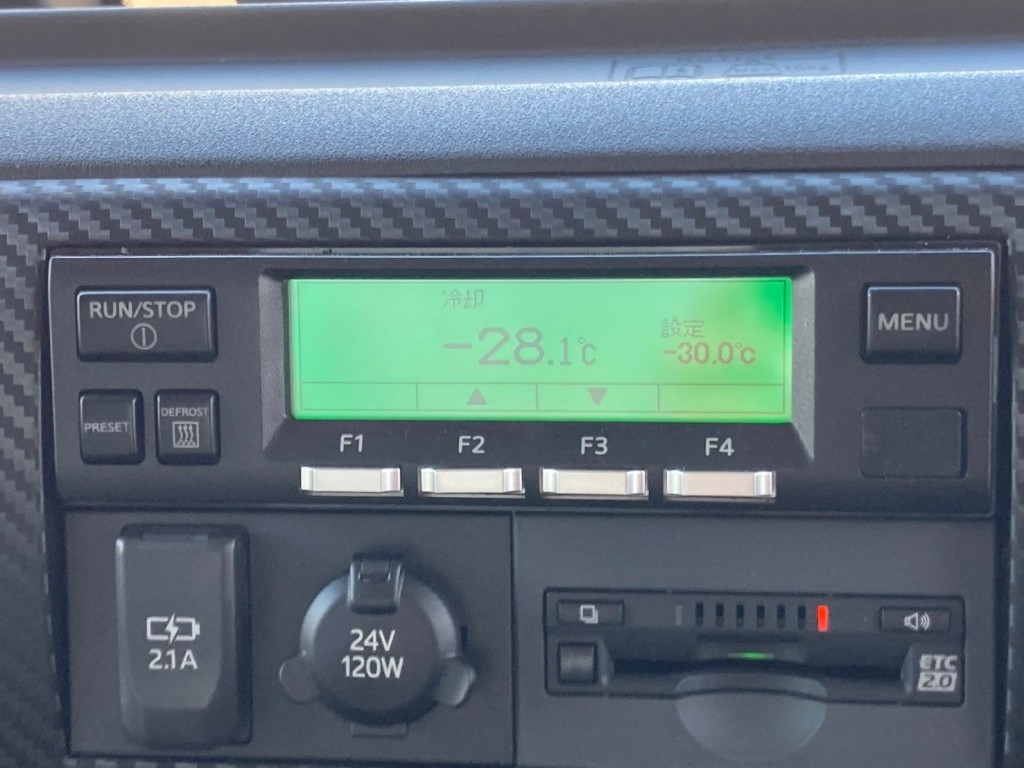 RUN/STOP
冷却
-28.1℃
設定
-30.0℃
MENU
PRESET
DEFROST
▲
▼
F1
F2
F3
F4
2.1A
24V
120W
ETC
2.0